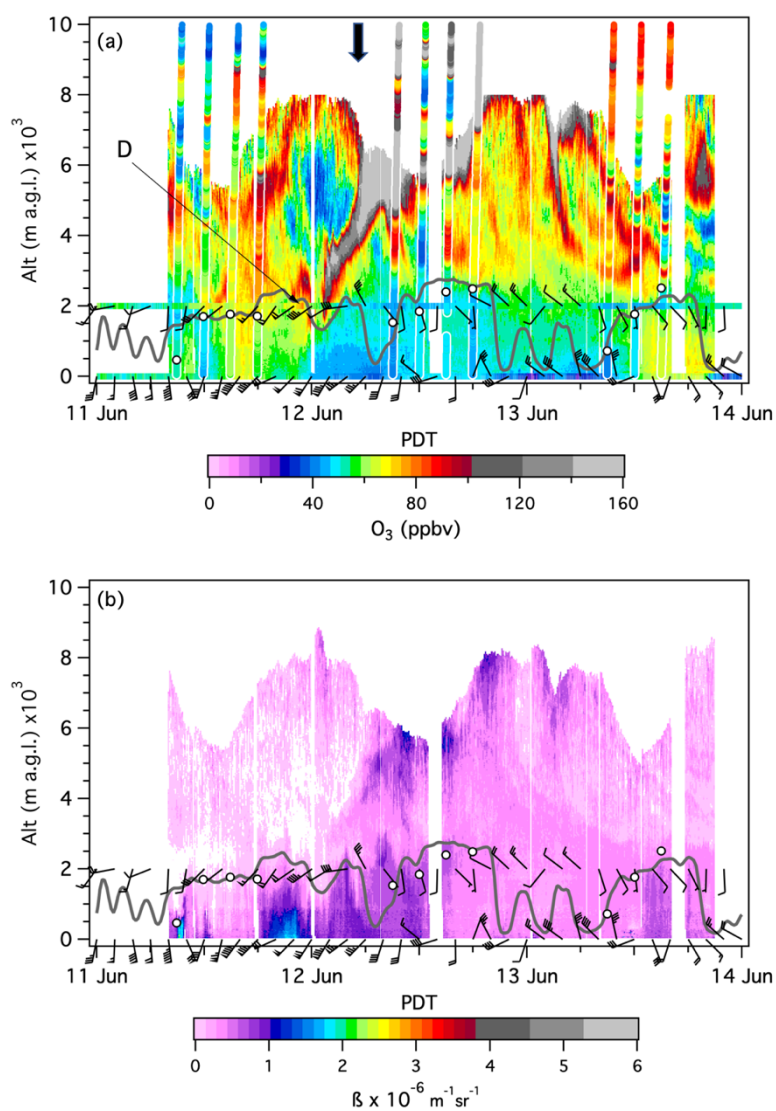 (a)
10
8
6
4
2
0
Alt (m a.g.l.) x10³
D
11 Jun
12 Jun
13 Jun
14 Jun
PDT
0
40
80
120
160
O₃ (ppbv)
(b)
10
8
6
4
2
0
Alt (m a.g.l.) x10³
11 Jun
12 Jun
13 Jun
14 Jun
PDT
0
1
2
3
4
5
6
ß x 10⁻⁶ m⁻¹sr⁻¹